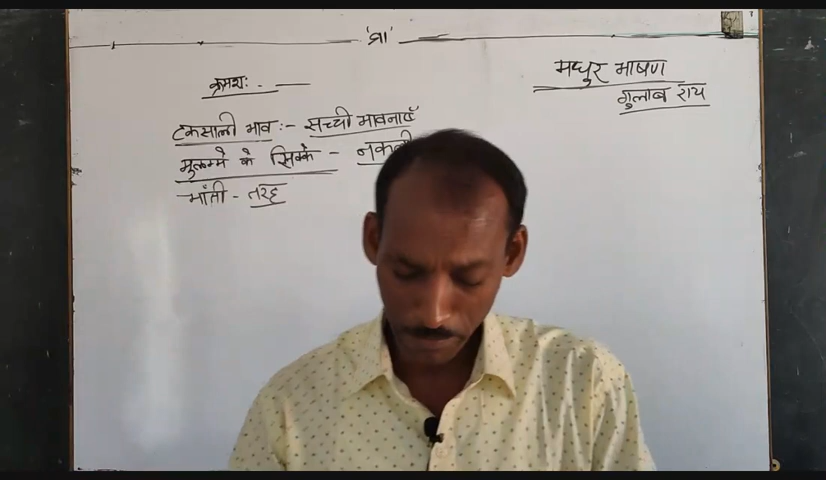 'श्री'
क्रमशः . —
मधुर भाषण
गुलाब राय
टकसाली भाव :- सच्ची भावनाएँ
मुलम्मे के सिक्के - नकली
भाँती - तरह